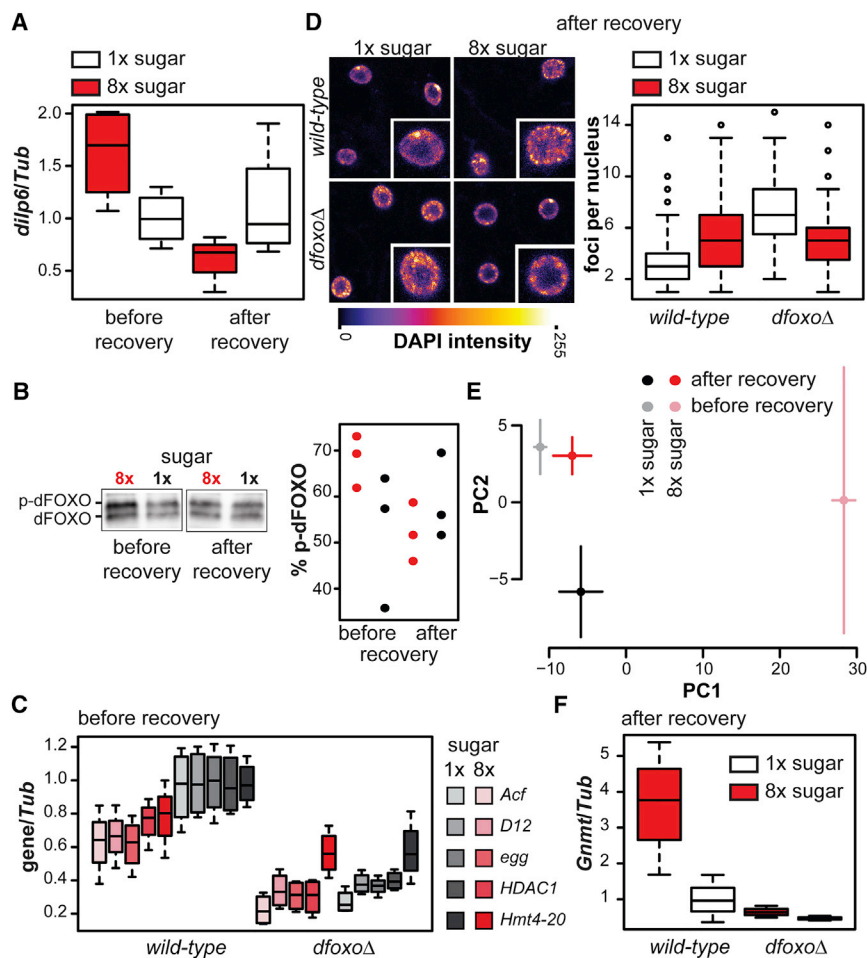 A
1x sugar
8x sugar
dilp6/Tub
2.0
1.5
1.0
0.5
before recovery
after recovery
D
after recovery
1x sugar
8x sugar
wild-type
dfoxoΔ
0
DAPI intensity
255
1x sugar
8x sugar
foci per nucleus
14
10
6
2
wild-type
dfoxoΔ
B
sugar
8x 1x 8x 1x
p-dFOXO
dFOXO
before recovery
after recovery
% p-dFOXO
70
60
50
40
before after
recovery
E
after recovery
before recovery
1x sugar
8x sugar
PC2
5
0
−5
−10 0 10 20 30
PC1
C
before recovery
gene/Tub
1.2
1.0
0.8
0.6
0.4
0.2
wild-type
dfoxoΔ
sugar
1x 8x
Acf
D12
egg
HDAC1
Hmt4-20
F
after recovery
1x sugar
8x sugar
Gnmt/Tub
5
4
3
2
1
wild-type
dfoxoΔ